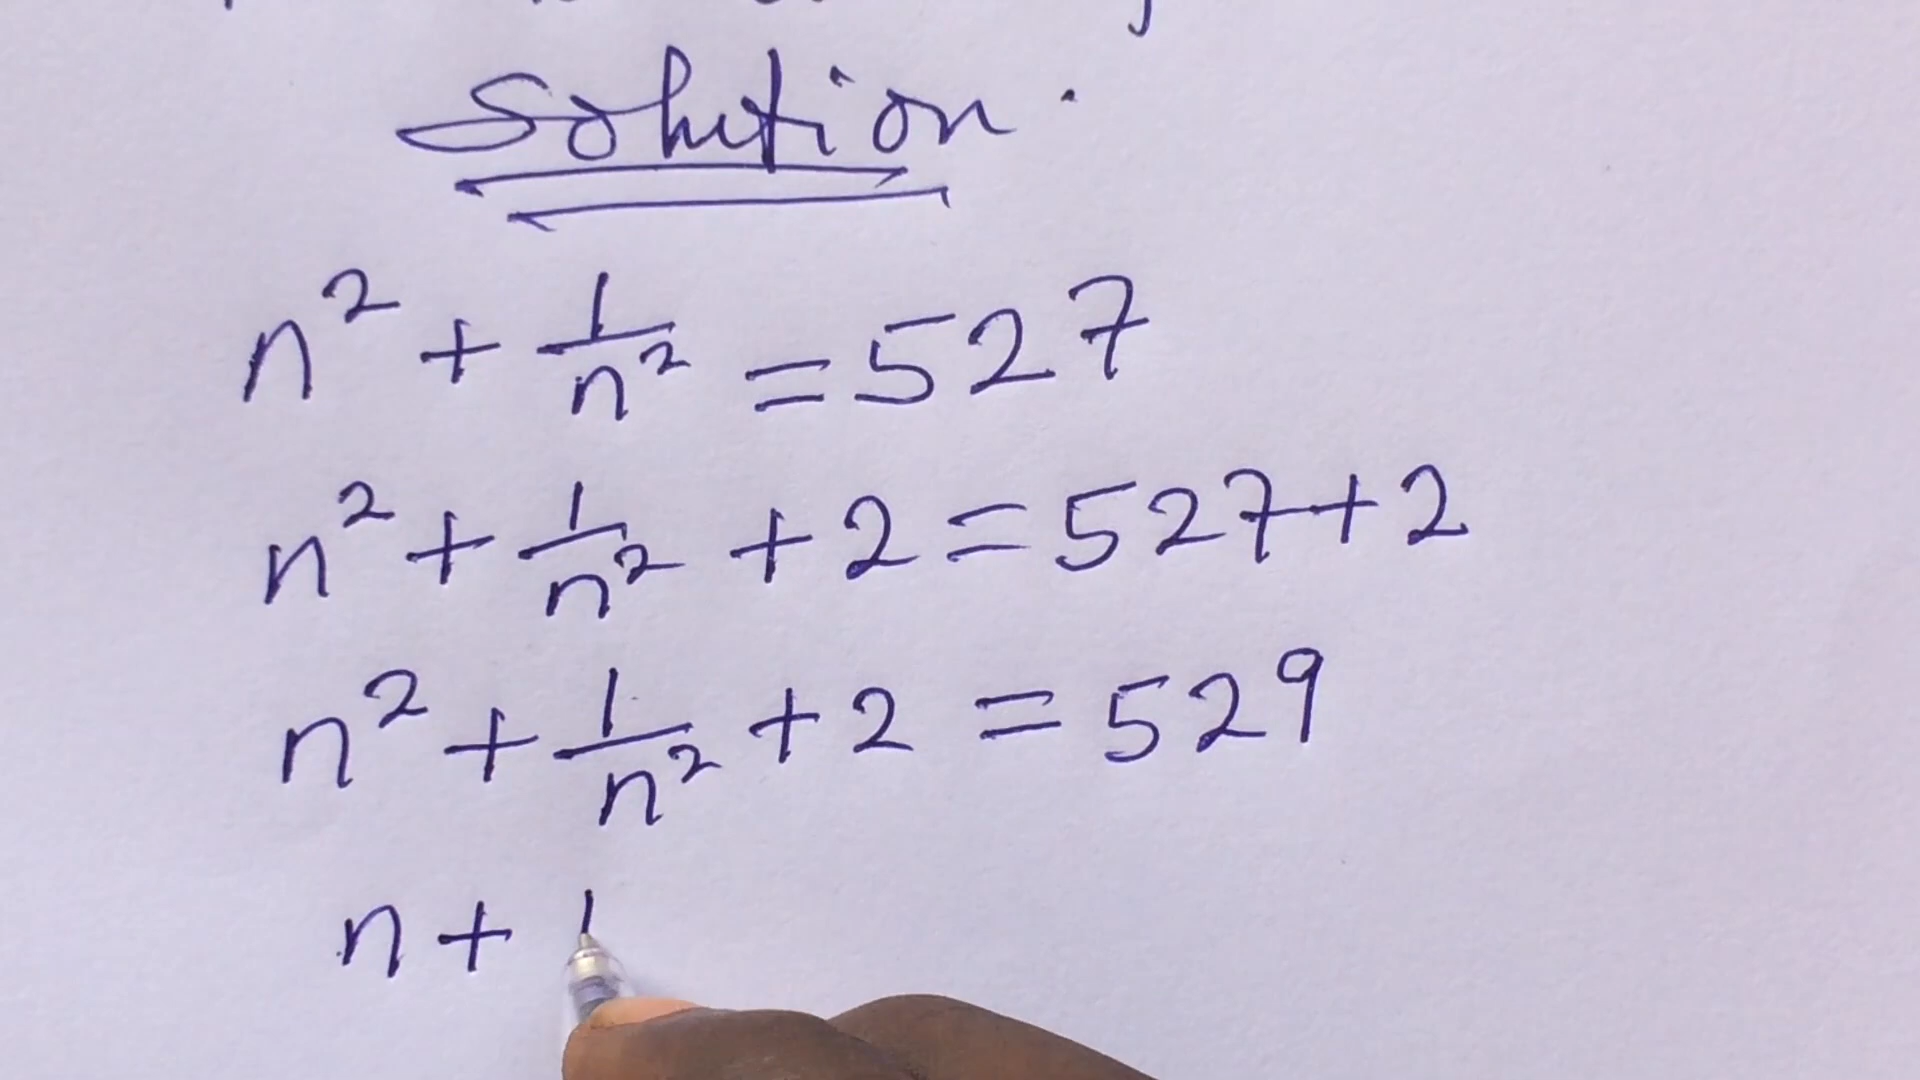 Solution.
n² + 1/n² = 527
n² + 1/n² + 2 = 527 + 2
n² + 1/n² + 2 = 529
n + 1